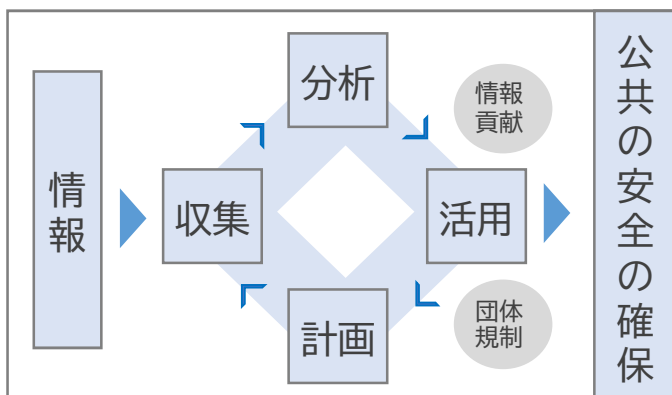 情報
収集
分析
計画
活用
情報
貢献
団体
規制
公共の安全の確保